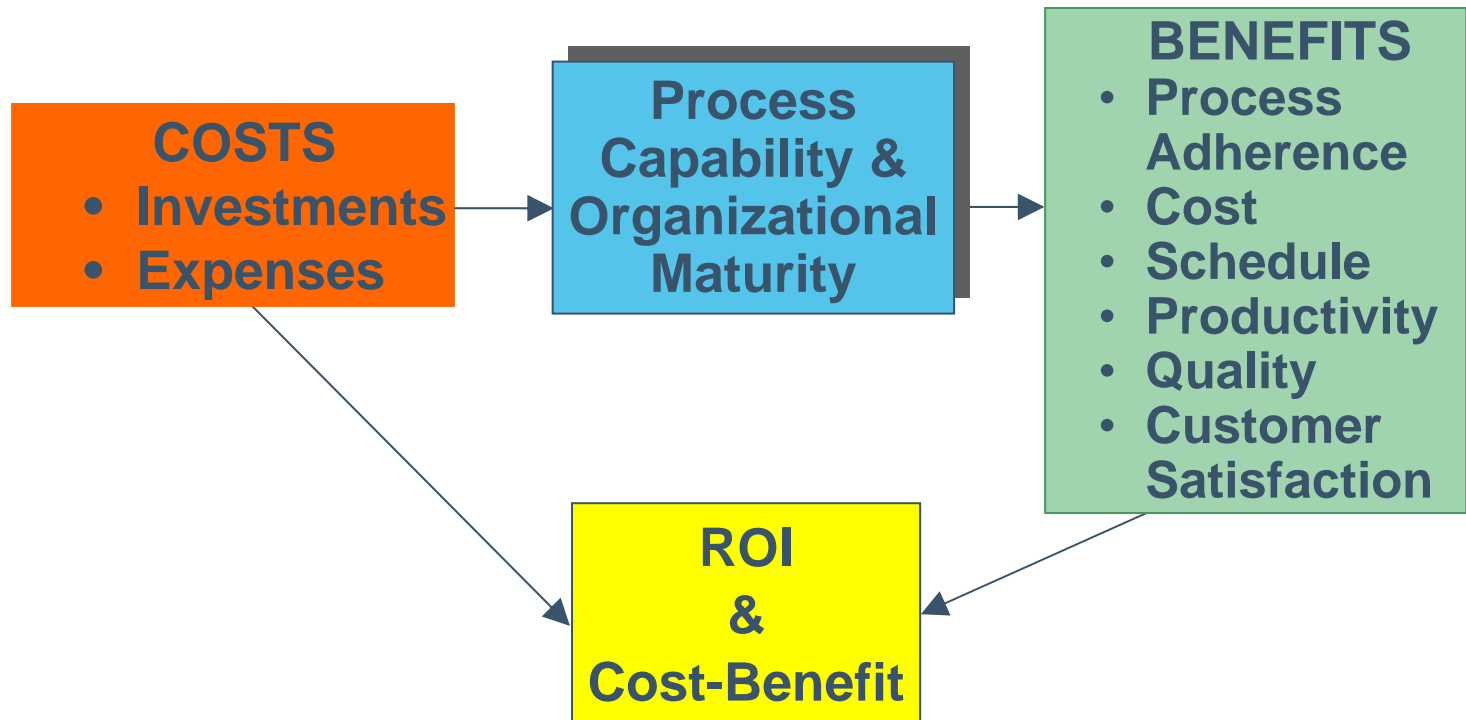 COSTS
• Investments
• Expenses
Process
Capability &
Organizational
Maturity
BENEFITS
• Process
Adherence
• Cost
• Schedule
• Productivity
• Quality
• Customer
Satisfaction
ROI
&
Cost-Benefit